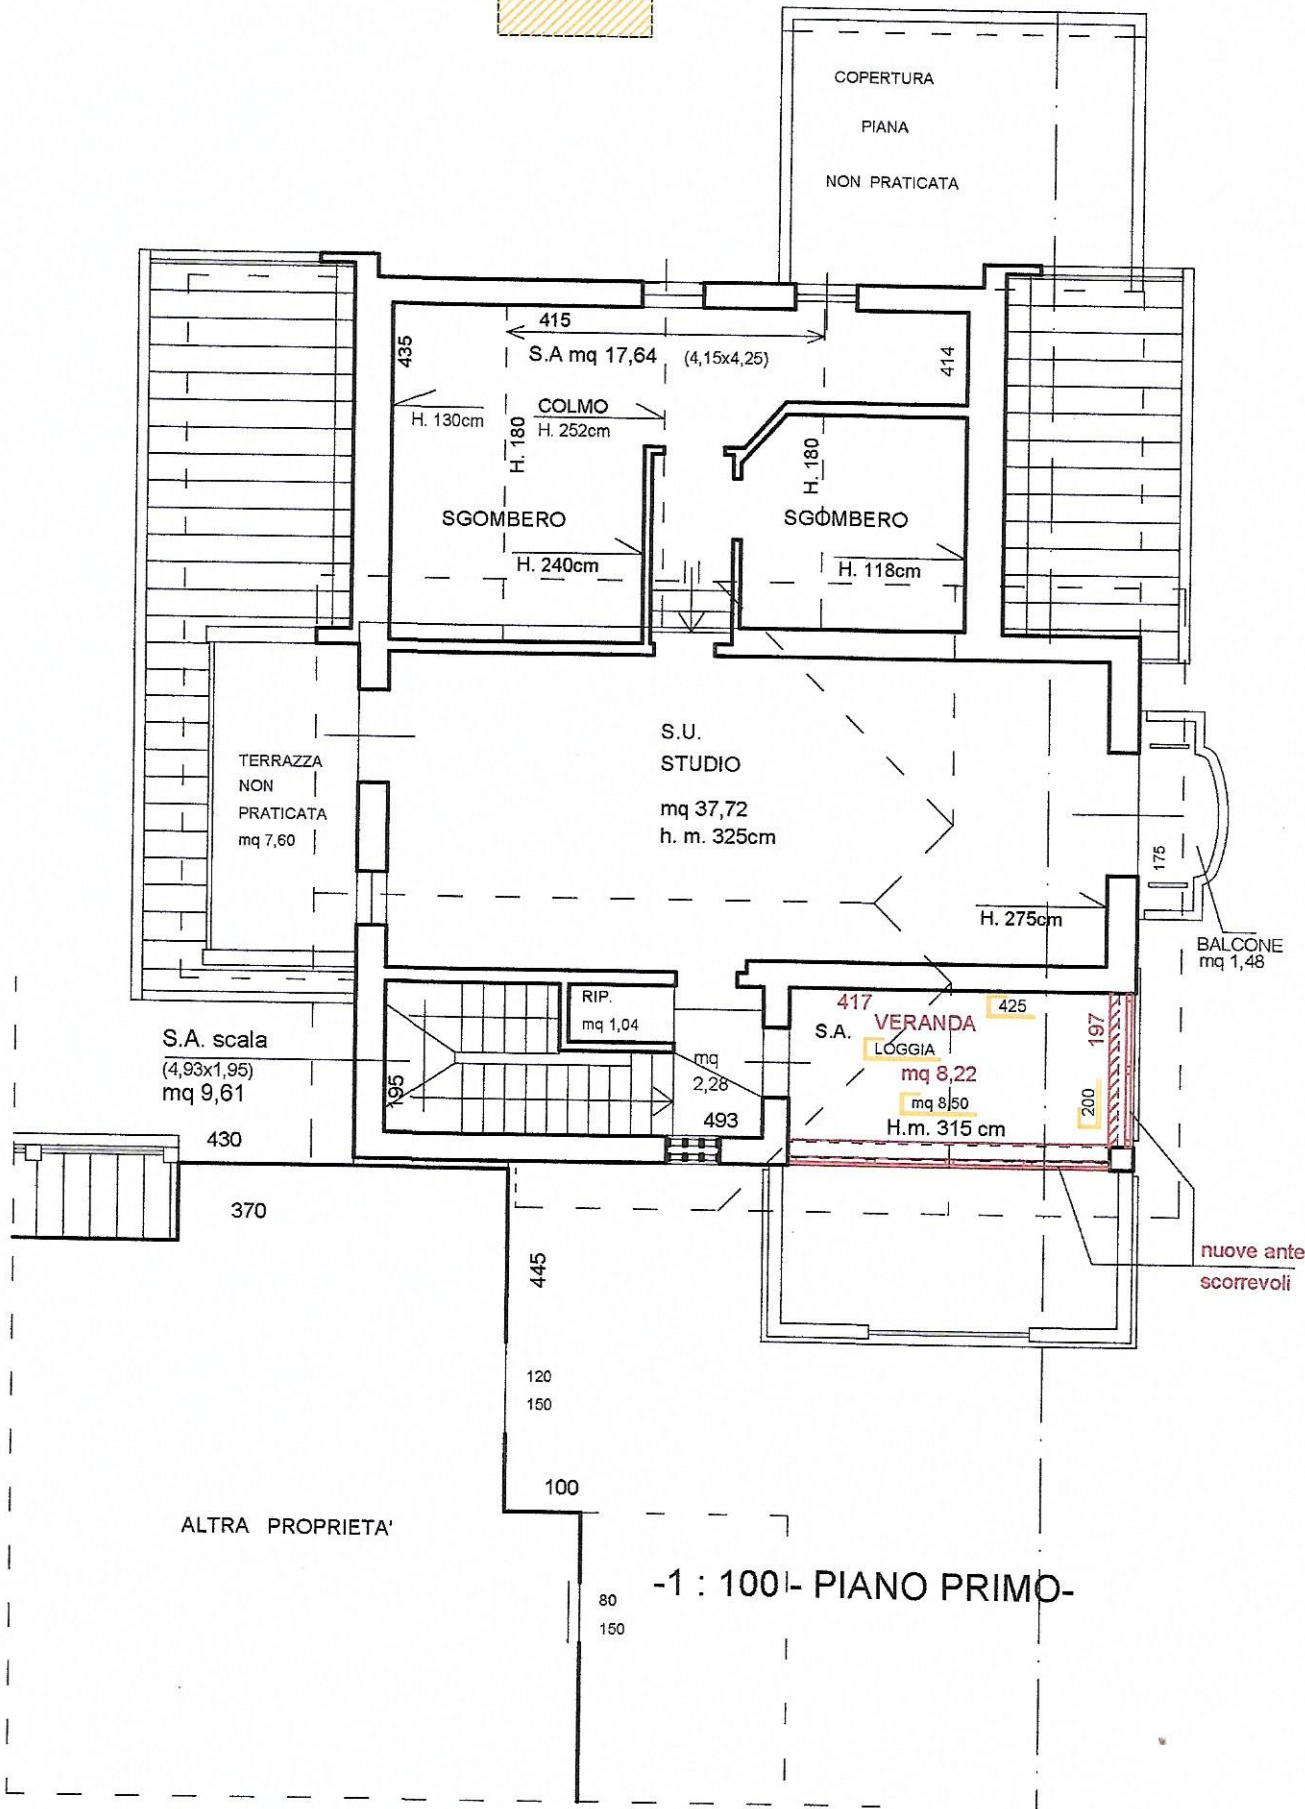 COPERTURA
PIANA
NON PRATICATA
415
S.A mq 17,64 (4,15x4,25)
435
414
H. 130cm
COLMO
H. 252cm
H. 180
H. 180
SGOMBERO
SGOMBERO
H. 240cm
H. 118cm
S.U.
STUDIO
mq 37,72
h. m. 325cm
TERRAZZA
NON
PRATICATA
mq 7,60
175
H. 275cm
BALCONE
mq 1,48
RIP.
mq 1,04
417
425
S.A.
VERANDA
197
LOGGIA
mq 8,22
mq 8,50
200
H.m. 315 cm
S.A. scala
(4,93x1,95)
mq 9,61
195
mq
2,28
493
430
370
445
nuove ante
scorrevoli
120
150
100
ALTRA PROPRIETA'
-1 : 100 - PIANO PRIMO-
80
150